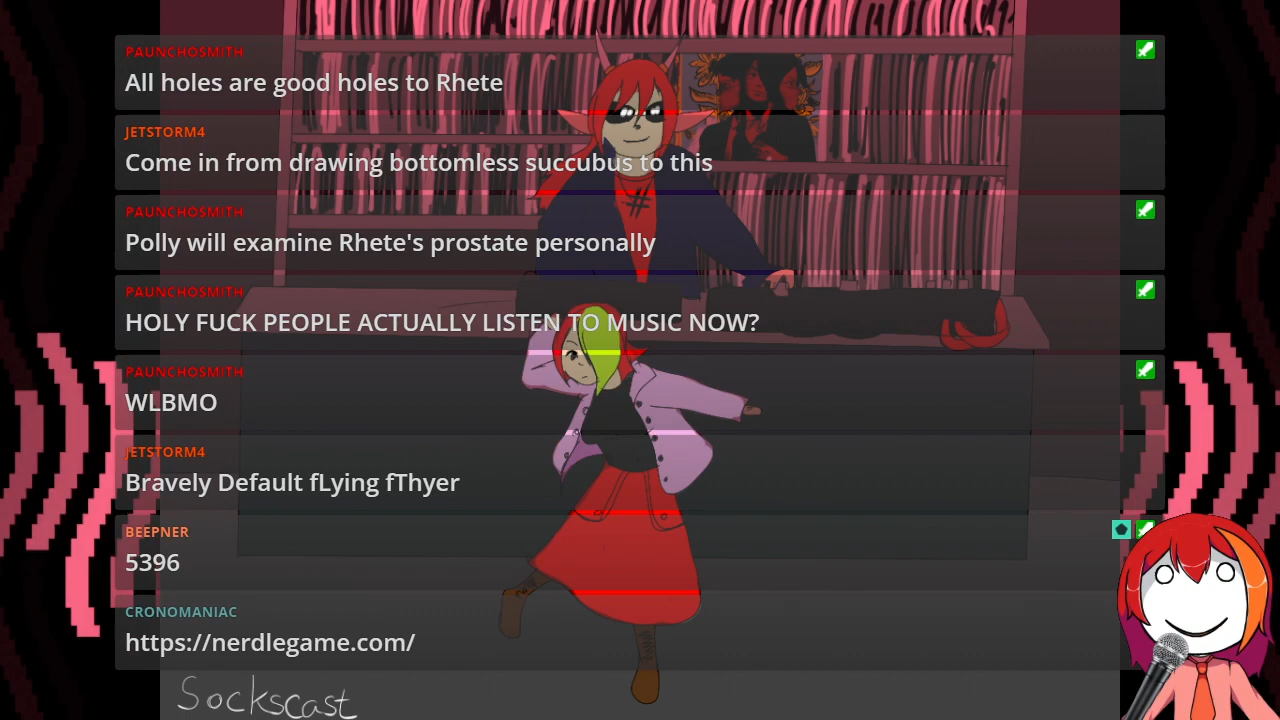 PAUNCHOSMITH
All holes are good holes to Rhete
JETSTORM4
Come in from drawing bottomless succubus to this
PAUNCHOSMITH
Polly will examine Rhete's prostate personally
PAUNCHOSMITH
HOLY FUCK PEOPLE ACTUALLY LISTEN TO MUSIC NOW?
PAUNCHOSMITH
WLBMO
JETSTORM4
Bravely Default fLying fThyer
BEEPNER
5396
CRONOMANIAC
https://nerdlegame.com/
Sockscast